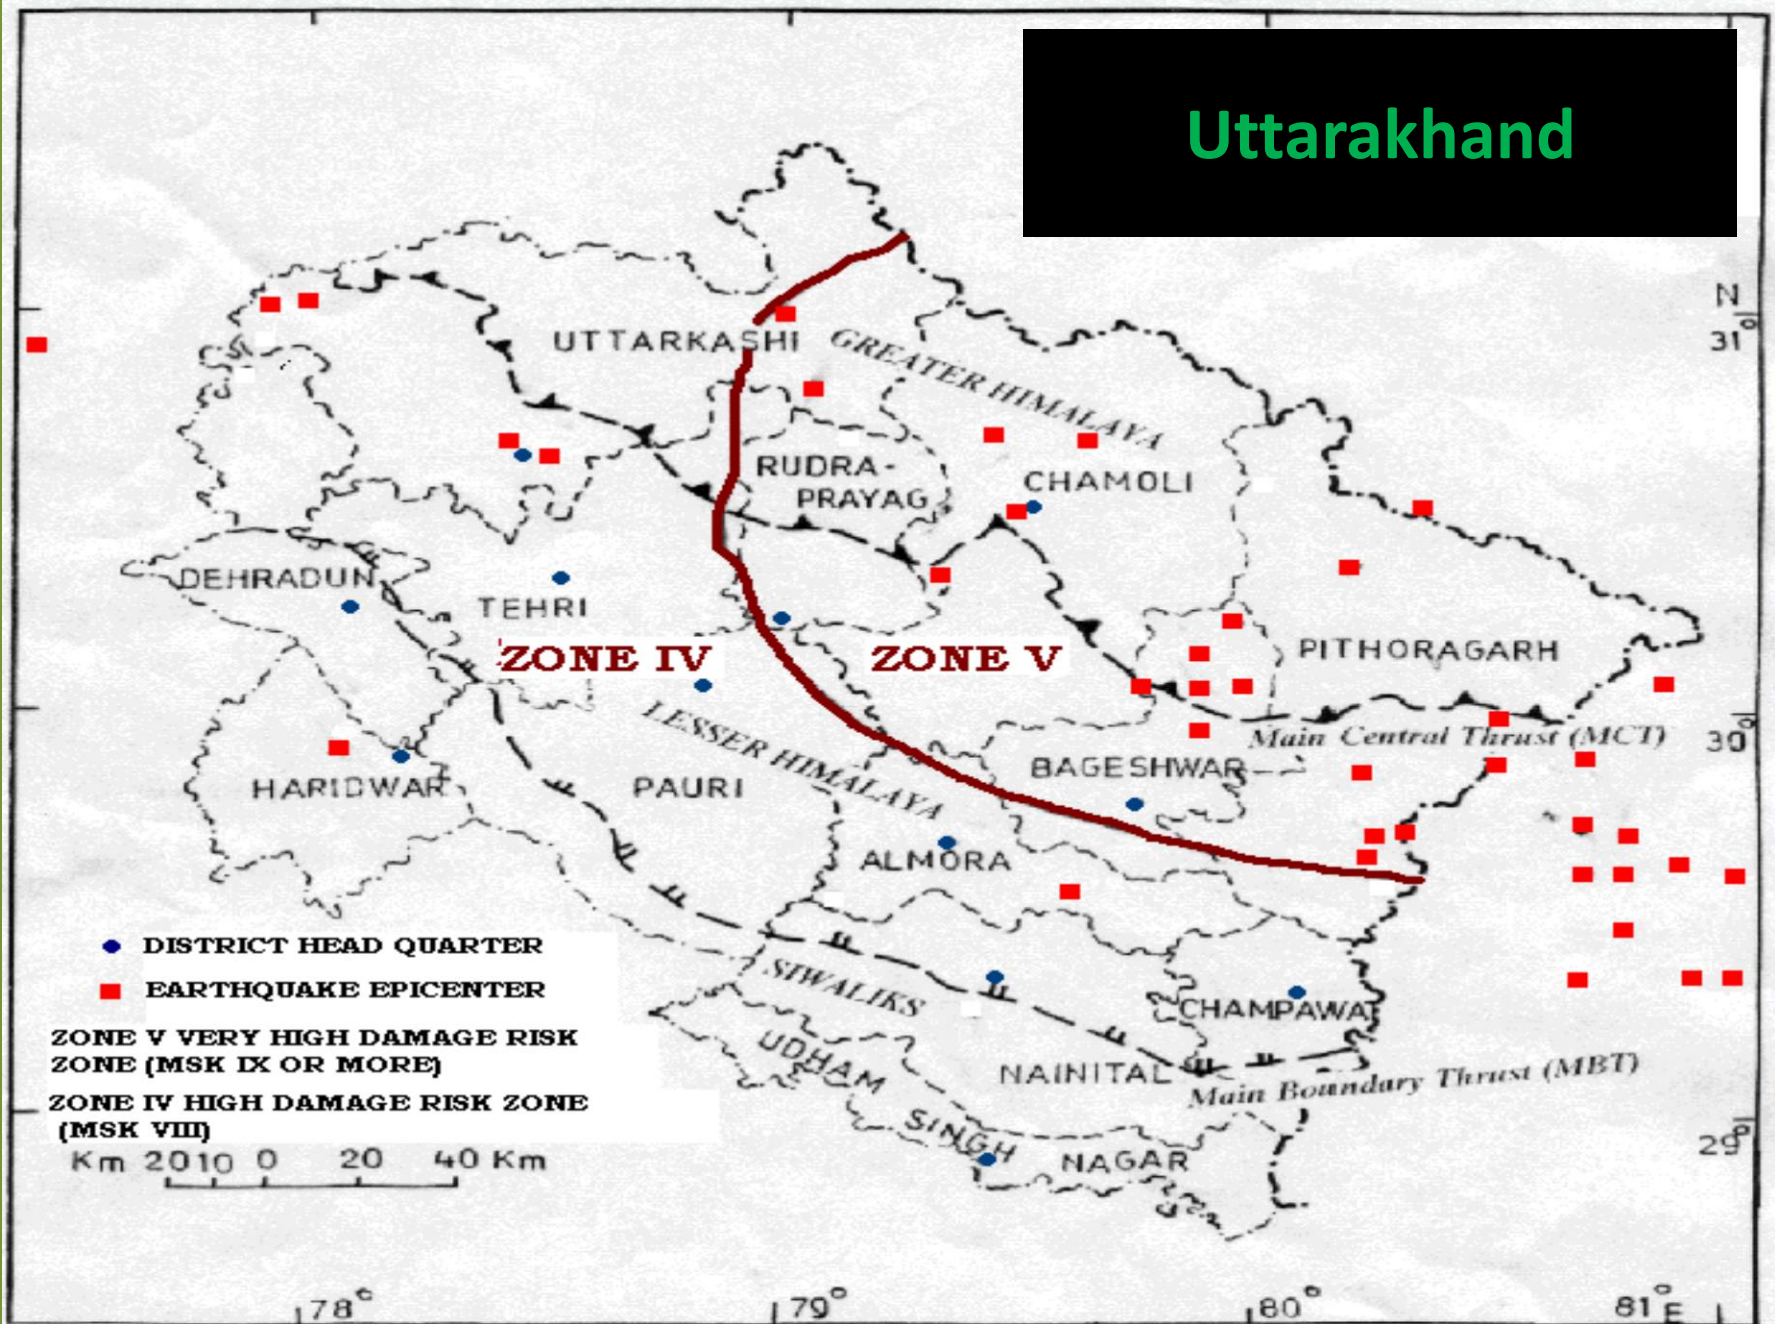 Uttarakhand
N
31°
UTTARKASHI
GREATER HIMALAYA
RUDRA-
PRAYAG
CHAMOLI
DEHRADUN
TEHRI
ZONE IV
ZONE V
PITHORAGARH
LESSER HIMALAYA
Main Central Thrust (MCT)
30°
HARIDWAR
PAURI
BAGESHWAR
ALMORA
DISTRICT HEAD QUARTER
EARTHQUAKE EPICENTER
SIWALIKS
CHAMPAWA
ZONE V VERY HIGH DAMAGE RISK
ZONE (MSK IX OR MORE)
UDHAM
SINGH
NAGAR
NAINITAL
Main Boundary Thrust (MBT)
ZONE IV HIGH DAMAGE RISK ZONE
(MSK VIII)
29°
Km 20 10 0 20 40 Km
78° 79° 80° 81° E